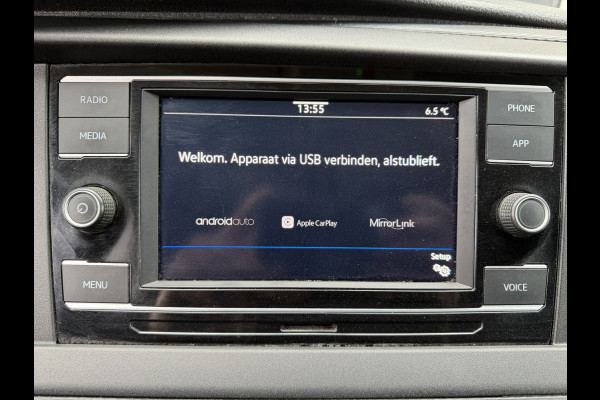 RADIO
MEDIA
MENU
13:55
6.5 °C
Welkom. Apparaat via USB verbinden, alstublieft.
androidauto Apple CarPlay MirrorLink
Setup
PHONE
APP
VOICE